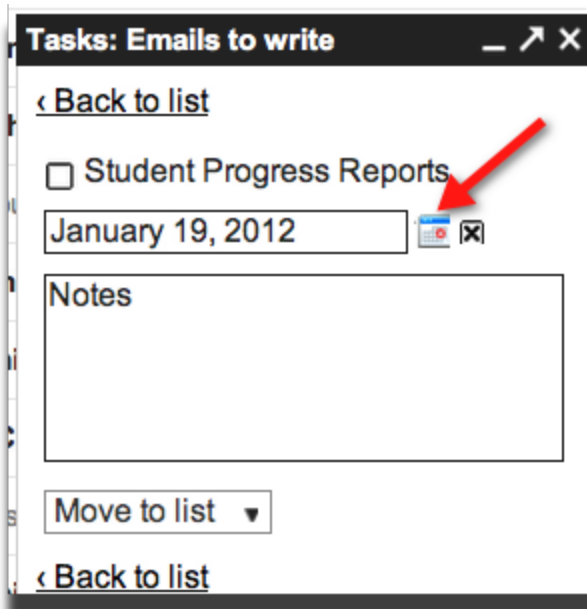 Tasks: Emails to write
‹ Back to list
Student Progress Reports
January 19, 2012
Notes
Move to list
‹ Back to list